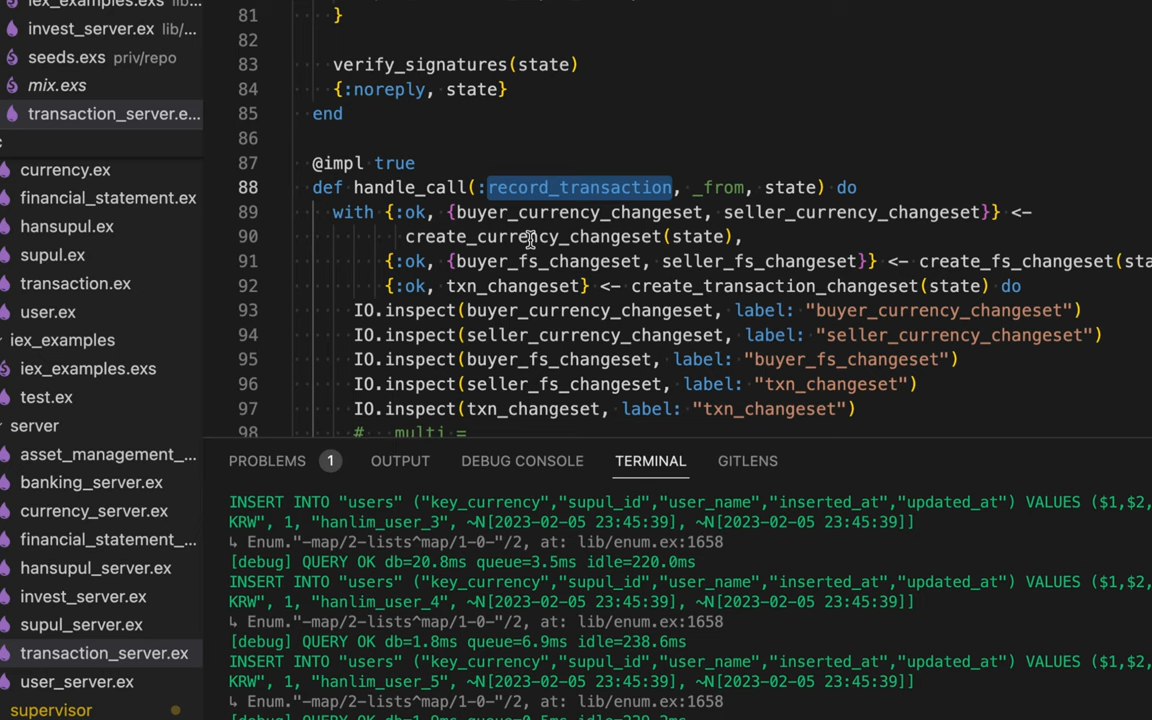 iex_examples.exs lib/...
invest_server.ex lib/...
seeds.exs priv/repo
mix.exs
transaction_server.e...
currency.ex
financial_statement.ex
hansupul.ex
supul.ex
transaction.ex
user.ex
iex_examples
iex_examples.exs
test.ex
server
asset_management_...
banking_server.ex
currency_server.ex
financial_statement_...
hansupul_server.ex
invest_server.ex
supul_server.ex
transaction_server.ex
user_server.ex
supervisor
81 }
82
83 verify_signatures(state)
84 {:noreply, state}
85 end
86
87 @impl true
88 def handle_call(:record_transaction, _from, state) do
89 with {:ok, {buyer_currency_changeset, seller_currency_changeset}} <-
90 create_currency_changeset(state),
91 {:ok, {buyer_fs_changeset, seller_fs_changeset}} <- create_fs_changeset(sta
92 {:ok, txn_changeset} <- create_transaction_changeset(state) do
93 IO.inspect(buyer_currency_changeset, label: "buyer_currency_changeset")
94 IO.inspect(seller_currency_changeset, label: "seller_currency_changeset")
95 IO.inspect(buyer_fs_changeset, label: "buyer_fs_changeset")
96 IO.inspect(seller_fs_changeset, label: "txn_changeset")
97 IO.inspect(txn_changeset, label: "txn_changeset")
98 # multi =
PROBLEMS 1 OUTPUT DEBUG CONSOLE TERMINAL GITLENS
INSERT INTO "users" ("key_currency","supul_id","user_name","inserted_at","updated_at") VALUES ($1,$2,
KRW", 1, "hanlim_user_3", ~N[2023-02-05 23:45:39], ~N[2023-02-05 23:45:39]]
↳ Enum."-map/2-lists^map/1-0-"/2, at: lib/enum.ex:1658
[debug] QUERY OK db=20.8ms queue=3.5ms idle=220.0ms
INSERT INTO "users" ("key_currency","supul_id","user_name","inserted_at","updated_at") VALUES ($1,$2,
KRW", 1, "hanlim_user_4", ~N[2023-02-05 23:45:39], ~N[2023-02-05 23:45:39]]
↳ Enum."-map/2-lists^map/1-0-"/2, at: lib/enum.ex:1658
[debug] QUERY OK db=1.8ms queue=6.9ms idle=238.6ms
INSERT INTO "users" ("key_currency","supul_id","user_name","inserted_at","updated_at") VALUES ($1,$2,
KRW", 1, "hanlim_user_5", ~N[2023-02-05 23:45:39], ~N[2023-02-05 23:45:39]]
↳ Enum."-map/2-lists^map/1-0-"/2, at: lib/enum.ex:1658